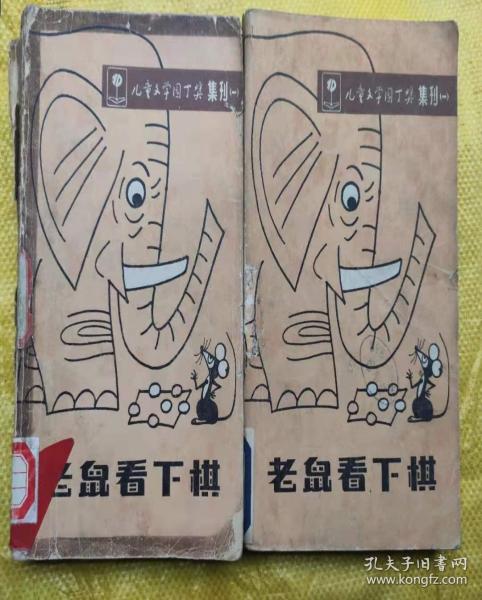 儿童文学园丁奖 集刊(一)
老鼠看下棋
儿童文学园丁奖 集刊(一)
老鼠看下棋
孔夫子旧书网
www.kongfz.com